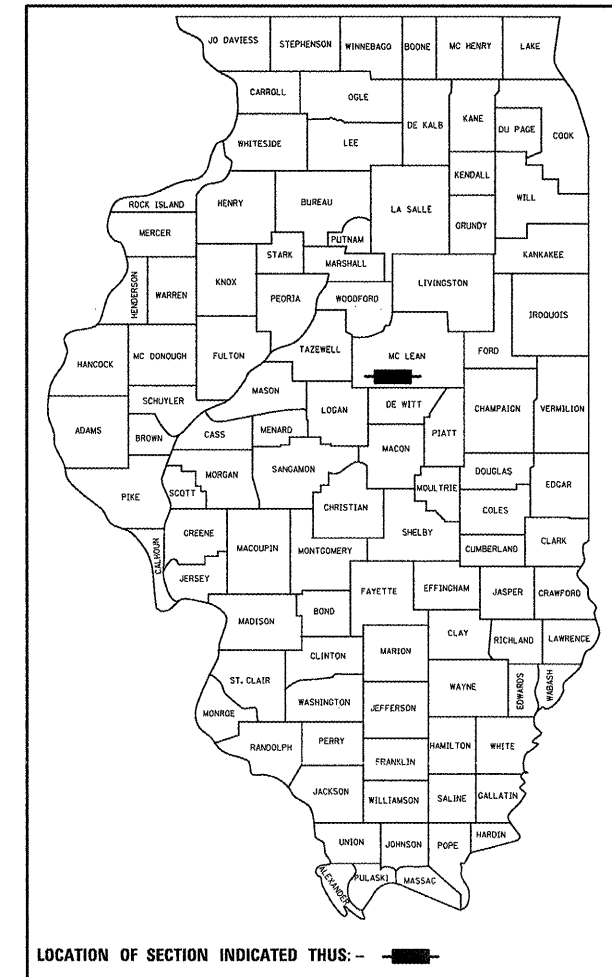 JO DAVIESS STEPHENSON WINNEBAGO BOONE MC HENRY LAKE
CARROLL OGLE DE KALB KANE DU PAGE COOK
WHITESIDE LEE
KENDALL WILL
ROCK ISLAND HENRY BUREAU LA SALLE GRUNDY
MERCER PUTNAM
STARK MARSHALL KANKAKEE
HENDERSON WARREN KNOX PEORIA WOODFORD LIVINGSTON
IROQUOIS
HANCOCK MC DONOUGH FULTON TAZEWELL MC LEAN FORD
MASON
SCHUYLER LOGAN DE WITT CHAMPAIGN VERMILION
ADAMS BROWN CASS MENARD PIATT
MACON
MORGAN SANGAMON DOUGLAS
PIKE SCOTT CHRISTIAN MOULTRIE COLES EDGAR
GREENE MACOUPIN MONTGOMERY SHELBY
CALHOUN CUMBERLAND CLARK
JERSEY FAYETTE EFFINGHAM JASPER CRAWFORD
MADISON BOND
CLAY RICHLAND LAWRENCE
CLINTON MARION
ST. CLAIR WAYNE EDWARDS WABASH
WASHINGTON JEFFERSON
MONROE
RANDOLPH PERRY HAMILTON WHITE
FRANKLIN
JACKSON WILLIAMSON SALINE GALLATIN
UNION JOHNSON POPE HARDIN
ALEXANDER PULASKI MASSAC
LOCATION OF SECTION INDICATED THUS: -